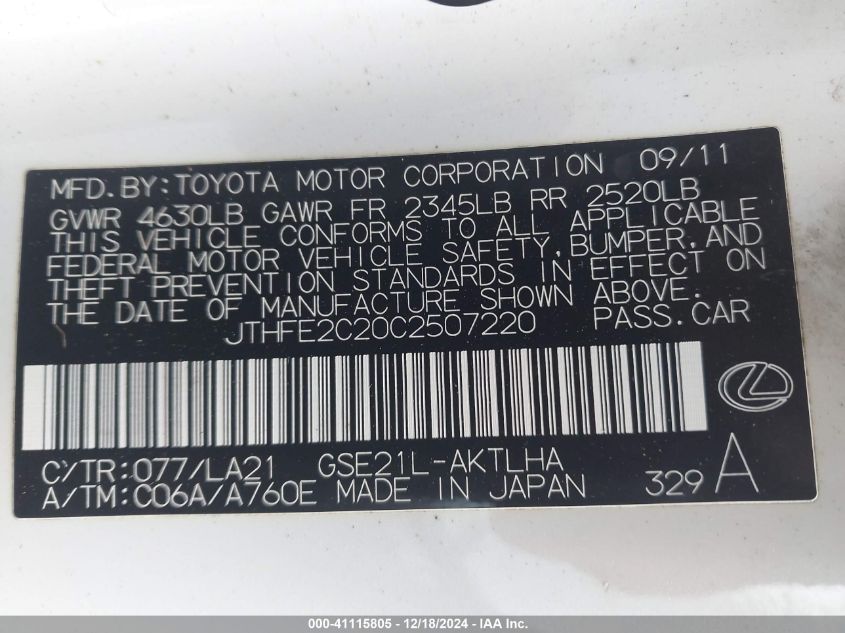 MFD.BY:TOYOTA MOTOR CORPORATION 09/11
GVWR 4630LB GAWR FR 2345LB RR 2520LB
THIS VEHICLE CONFORMS TO ALL APPLICABLE
FEDERAL MOTOR VEHICLE SAFETY,BUMPER,AND
THEFT PREVENTION STANDARDS IN EFFECT ON
THE DATE OF MANUFACTURE SHOWN ABOVE.
JTHFE2C20C2507220 PASS.CAR
C/TR:077/LA21 GSE21L-AKTLHA
A/TM:C06A/A760E MADE IN JAPAN 329 A
000-41115805 - 12/18/2024 - IAA Inc.